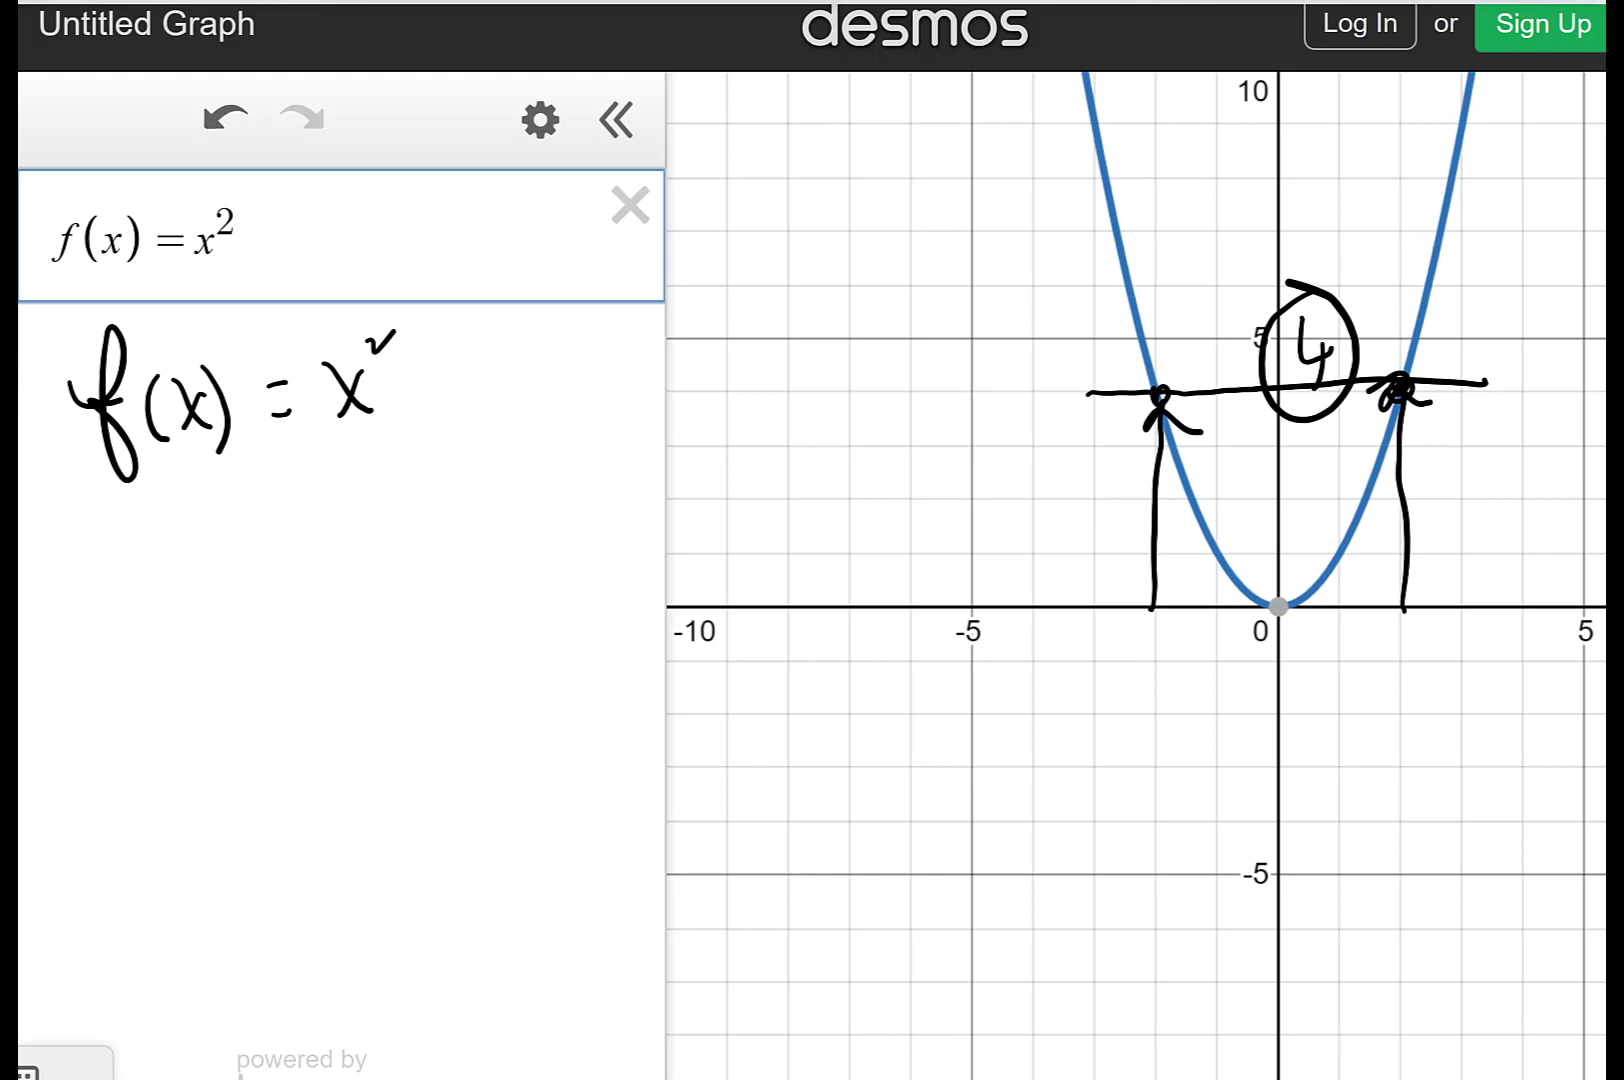 Untitled Graph
desmos
Log In or Sign Up
f(x) = x²
f(x) = x²
10
5
4
-10 -5 0 5
-5
powered by